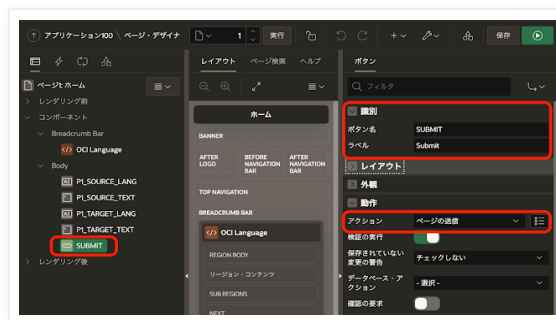 アプリケーション100 \ ページ・デザイナ
1
実行
保存
ページ1: ホーム
レンダリング前
コンポーネント
Breadcrumb Bar
OCI Language
Body
P1_SOURCE_LANG
P1_SOURCE_TEXT
P1_TARGET_LANG
P1_TARGET_TEXT
SUBMIT
レンダリング後
レイアウト
ページ検索
ヘルプ
ホーム
BANNER
AFTER LOGO
BEFORE NAVIGATION BAR
AFTER NAVIGATION BAR
TOP NAVIGATION
BREADCRUMB BAR
OCI Language
REGION BODY
リージョン・コンテンツ
SUB REGIONS
NEXT
ボタン
フィルタ
識別
ボタン名 SUBMIT
ラベル Submit
レイアウト
外観
動作
アクション ページの送信
検証の実行
保存されていない
変更の警告 チェックしない
データベース・ア
クション - 選択 -
確認の要求